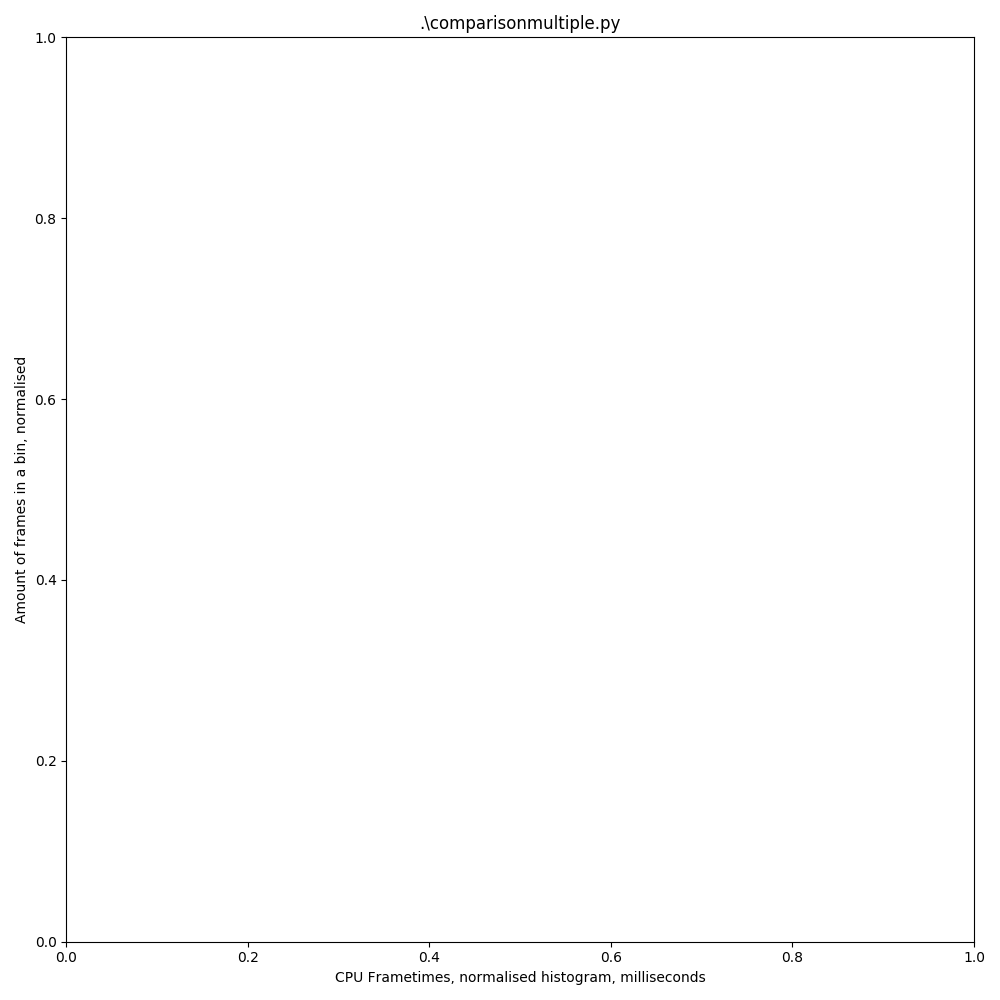 .\comparisonmultiple.py
1.0
0.8
0.6
0.4
0.2
0.0
Amount of frames in a bin, normalised
0.0 0.2 0.4 0.6 0.8 1.0
CPU Frametimes, normalised histogram, milliseconds